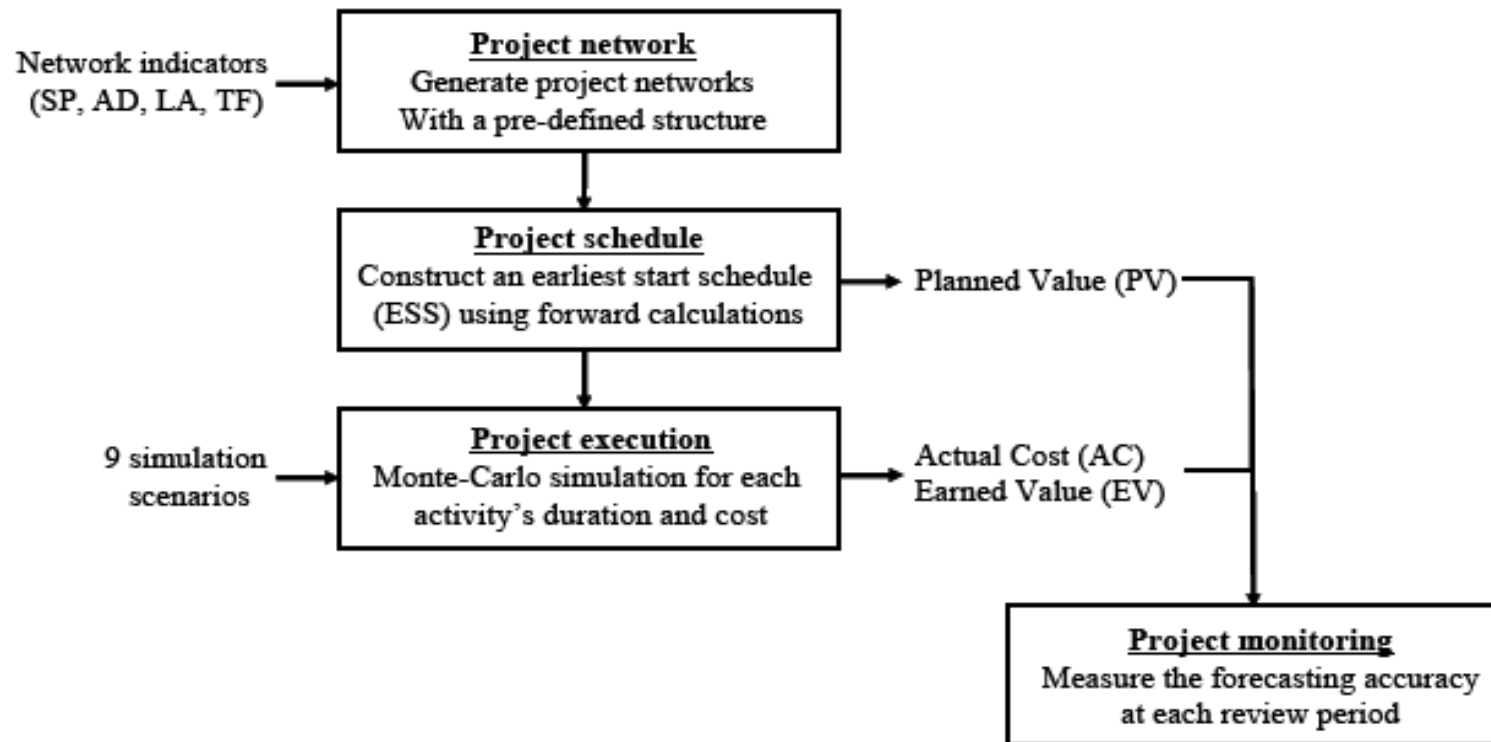 Network indicators
(SP, AD, LA, TF)
Project network
Generate project networks
With a pre-defined structure
Project schedule
Construct an earliest start schedule
(ESS) using forward calculations
Planned Value (PV)
9 simulation
scenarios
Project execution
Monte-Carlo simulation for each
activity’s duration and cost
Actual Cost (AC)
Earned Value (EV)
Project monitoring
Measure the forecasting accuracy
at each review period